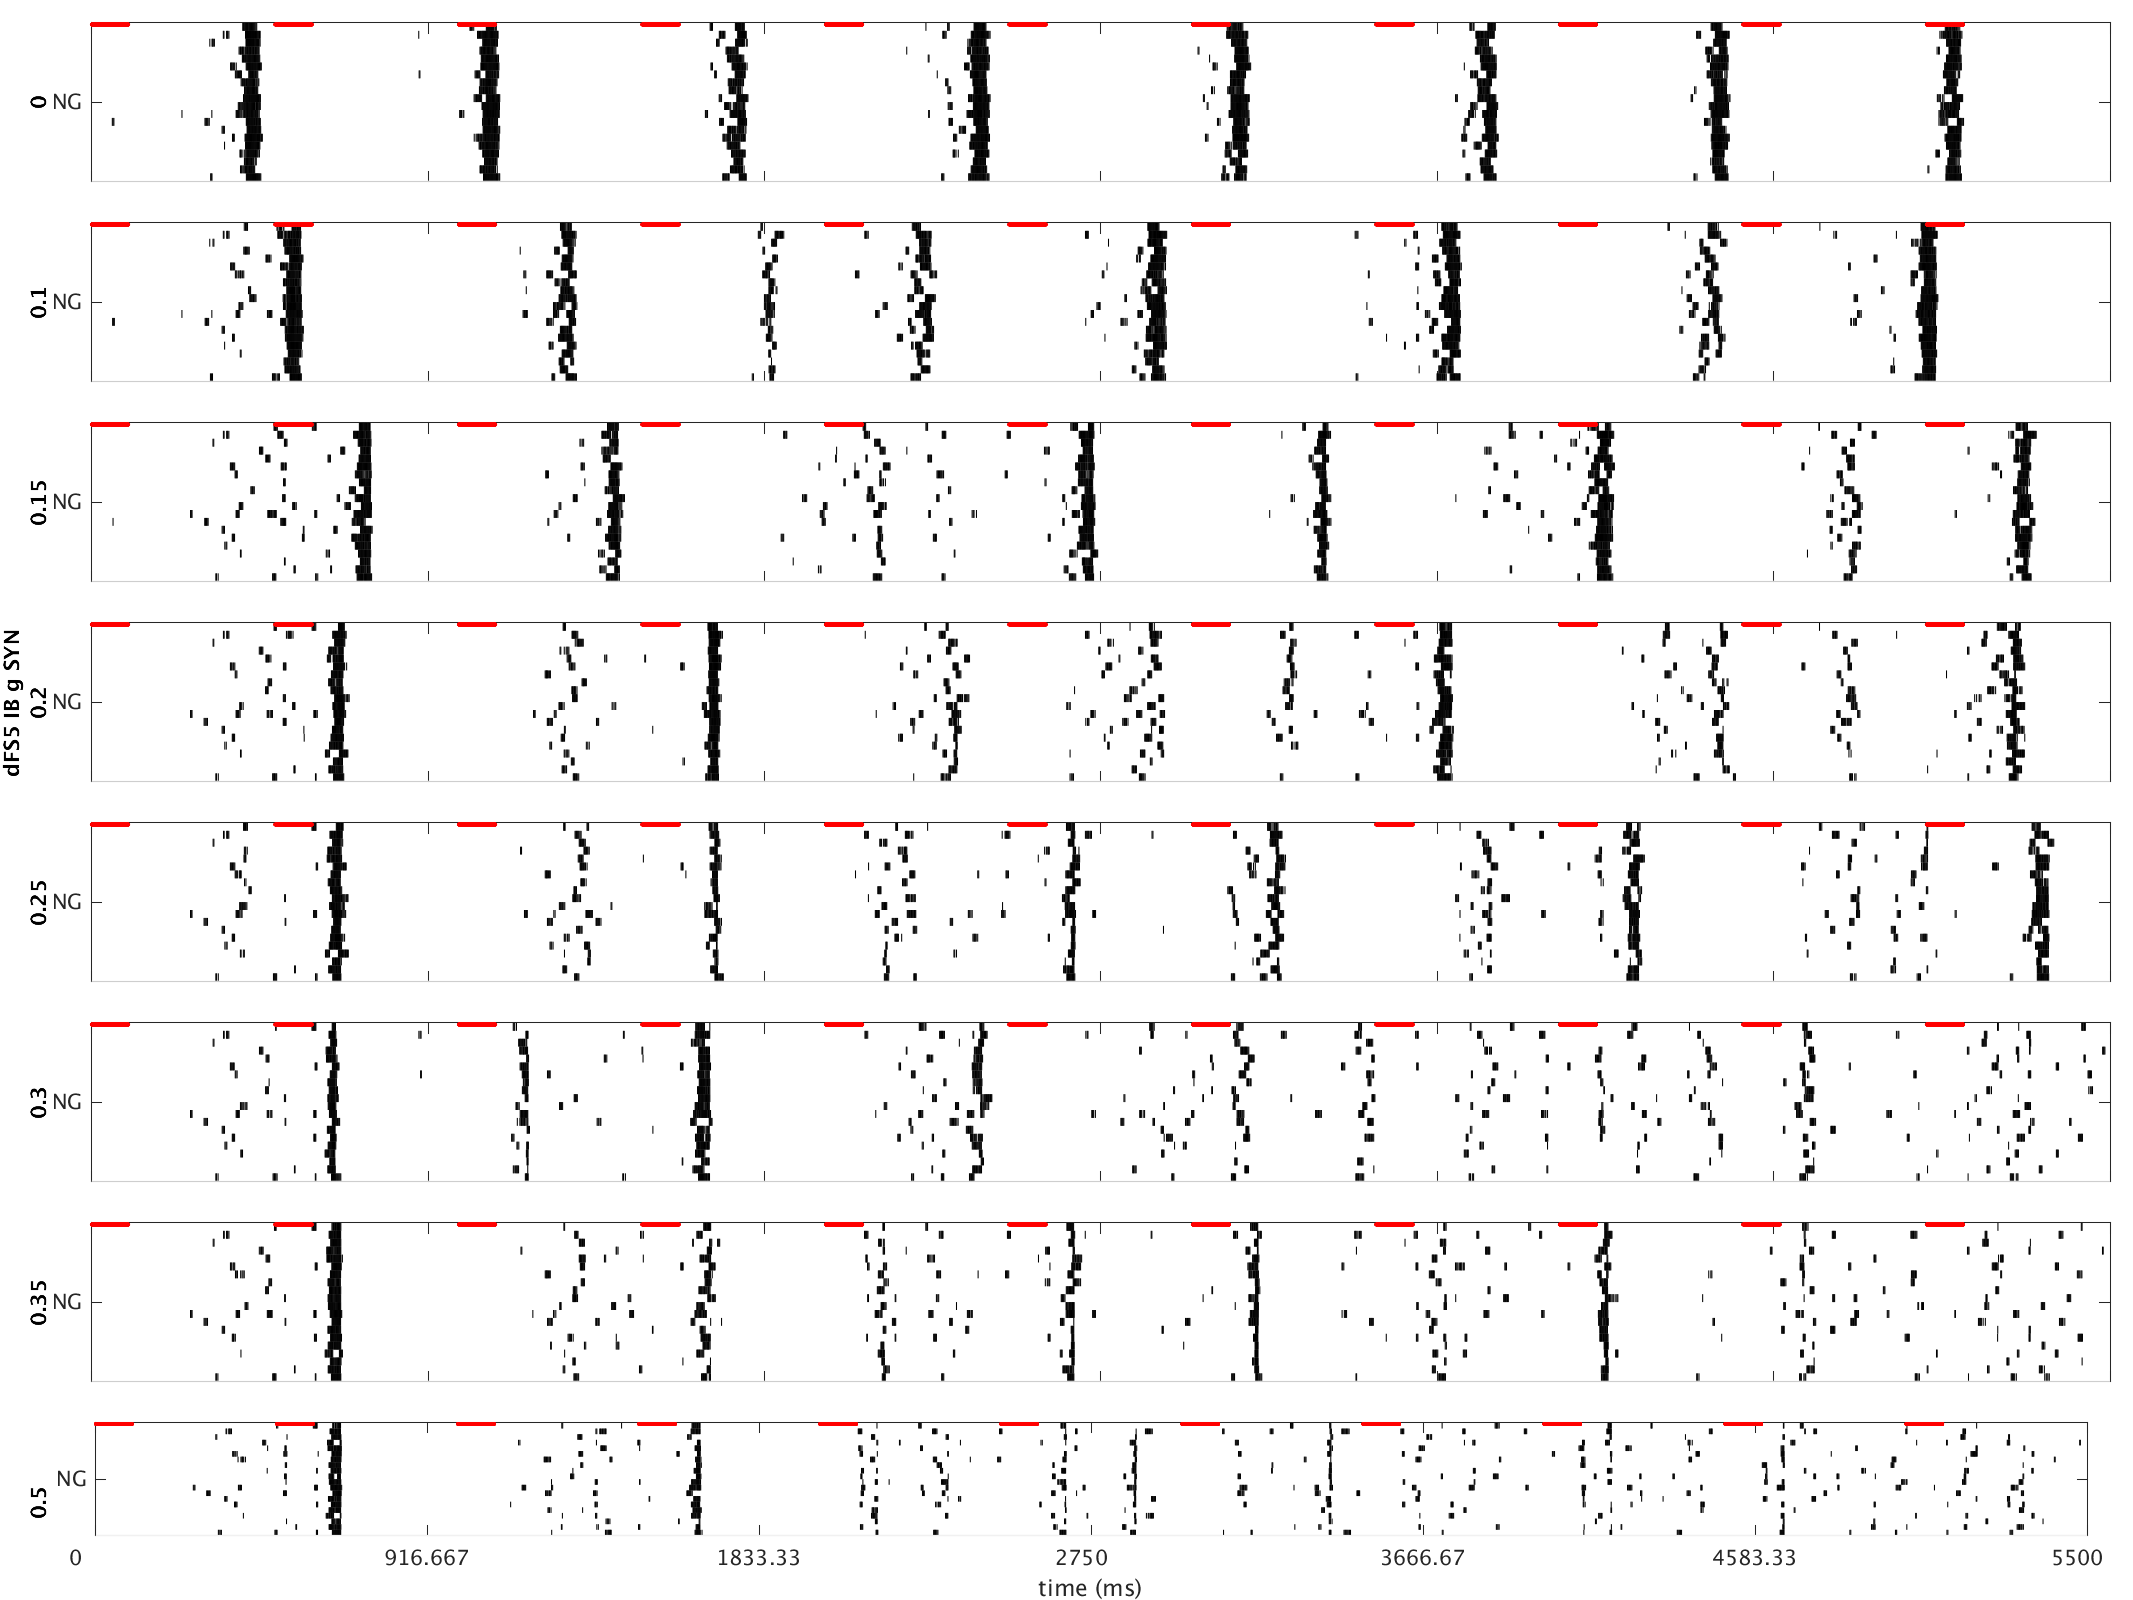 dFS5 IB g SYN
0 NG
0.1 NG
0.15 NG
0.2 NG
0.25 NG
0.3 NG
0.35 NG
0.5 NG
0 916.667 1833.33 2750 3666.67 4583.33 5500
time (ms)